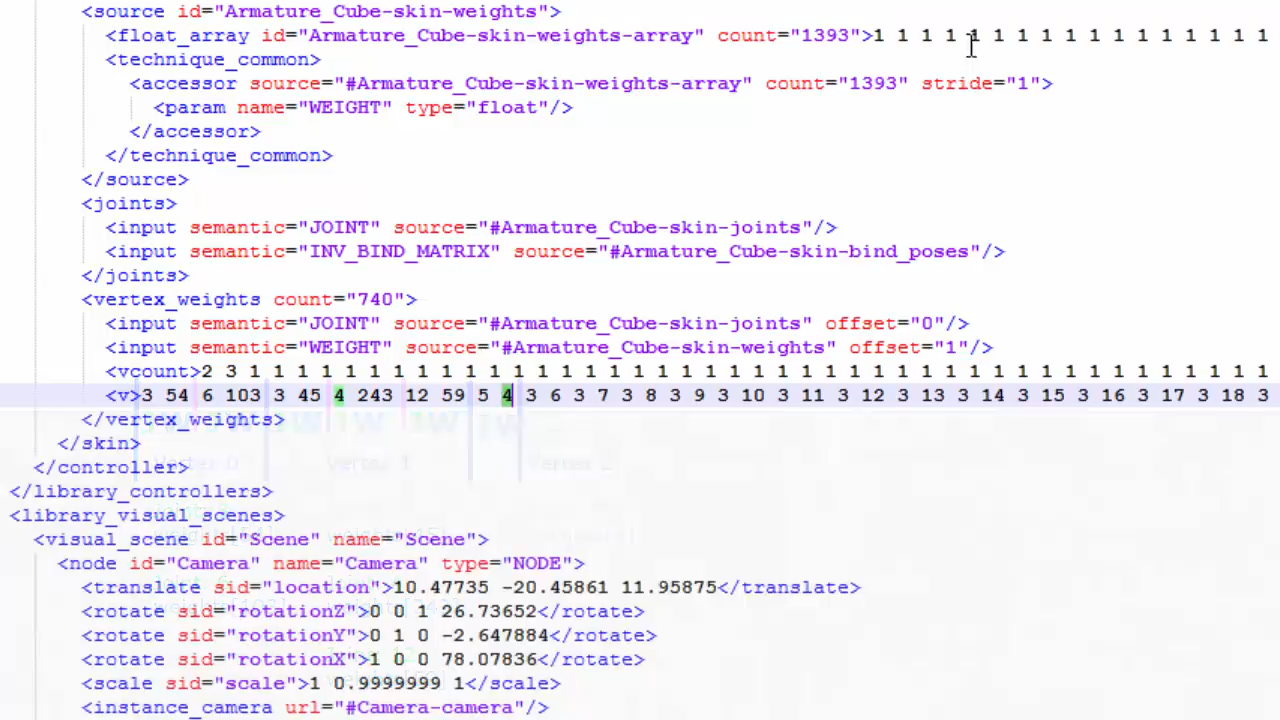 <source id="Armature_Cube-skin-weights">
<float_array id="Armature_Cube-skin-weights-array" count="1393">1 1 1 1 1 1 1 1 1 1 1 1 1 1 1 1 1
<technique_common>
<accessor source="#Armature_Cube-skin-weights-array" count="1393" stride="1">
<param name="WEIGHT" type="float"/>
</accessor>
</technique_common>
</source>
<joints>
<input semantic="JOINT" source="#Armature_Cube-skin-joints"/>
<input semantic="INV_BIND_MATRIX" source="#Armature_Cube-skin-bind_poses"/>
</joints>
<vertex_weights count="740">
<input semantic="JOINT" source="#Armature_Cube-skin-joints" offset="0"/>
<input semantic="WEIGHT" source="#Armature_Cube-skin-weights" offset="1"/>
<vcount>2 3 1 1 1 1 1 1 1 1 1 1 1 1 1 1 1 1 1 1 1 1 1 1 1 1 1 1 1 1 1 1 1 1 1 1 1 1 1 1 1 1 1 1 1
<v>3 54 6 103 3 45 4 243 12 59 5 4 3 6 3 7 3 8 3 9 3 10 3 11 3 12 3 13 3 14 3 15 3 16 3 17 3 18 3
</vertex_weights>
</skin>
</controller>
</library_controllers>
<library_visual_scenes>
<visual_scene id="Scene" name="Scene">
<node id="Camera" name="Camera" type="NODE">
<translate sid="location">10.47735 -20.45861 11.95875</translate>
<rotate sid="rotationZ">0 0 1 26.73652</rotate>
<rotate sid="rotationY">0 1 0 -2.647884</rotate>
<rotate sid="rotationX">1 0 0 78.07836</rotate>
<scale sid="scale">1 0.9999999 1</scale>
<instance_camera url="#Camera-camera"/>